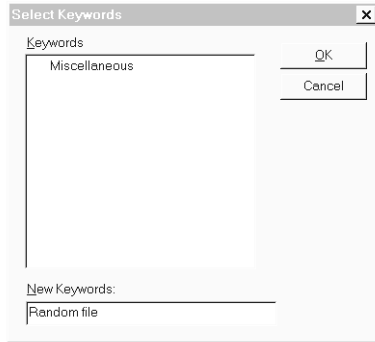 Select Keywords
Keywords
Miscellaneous
OK
Cancel
New Keywords:
Random file